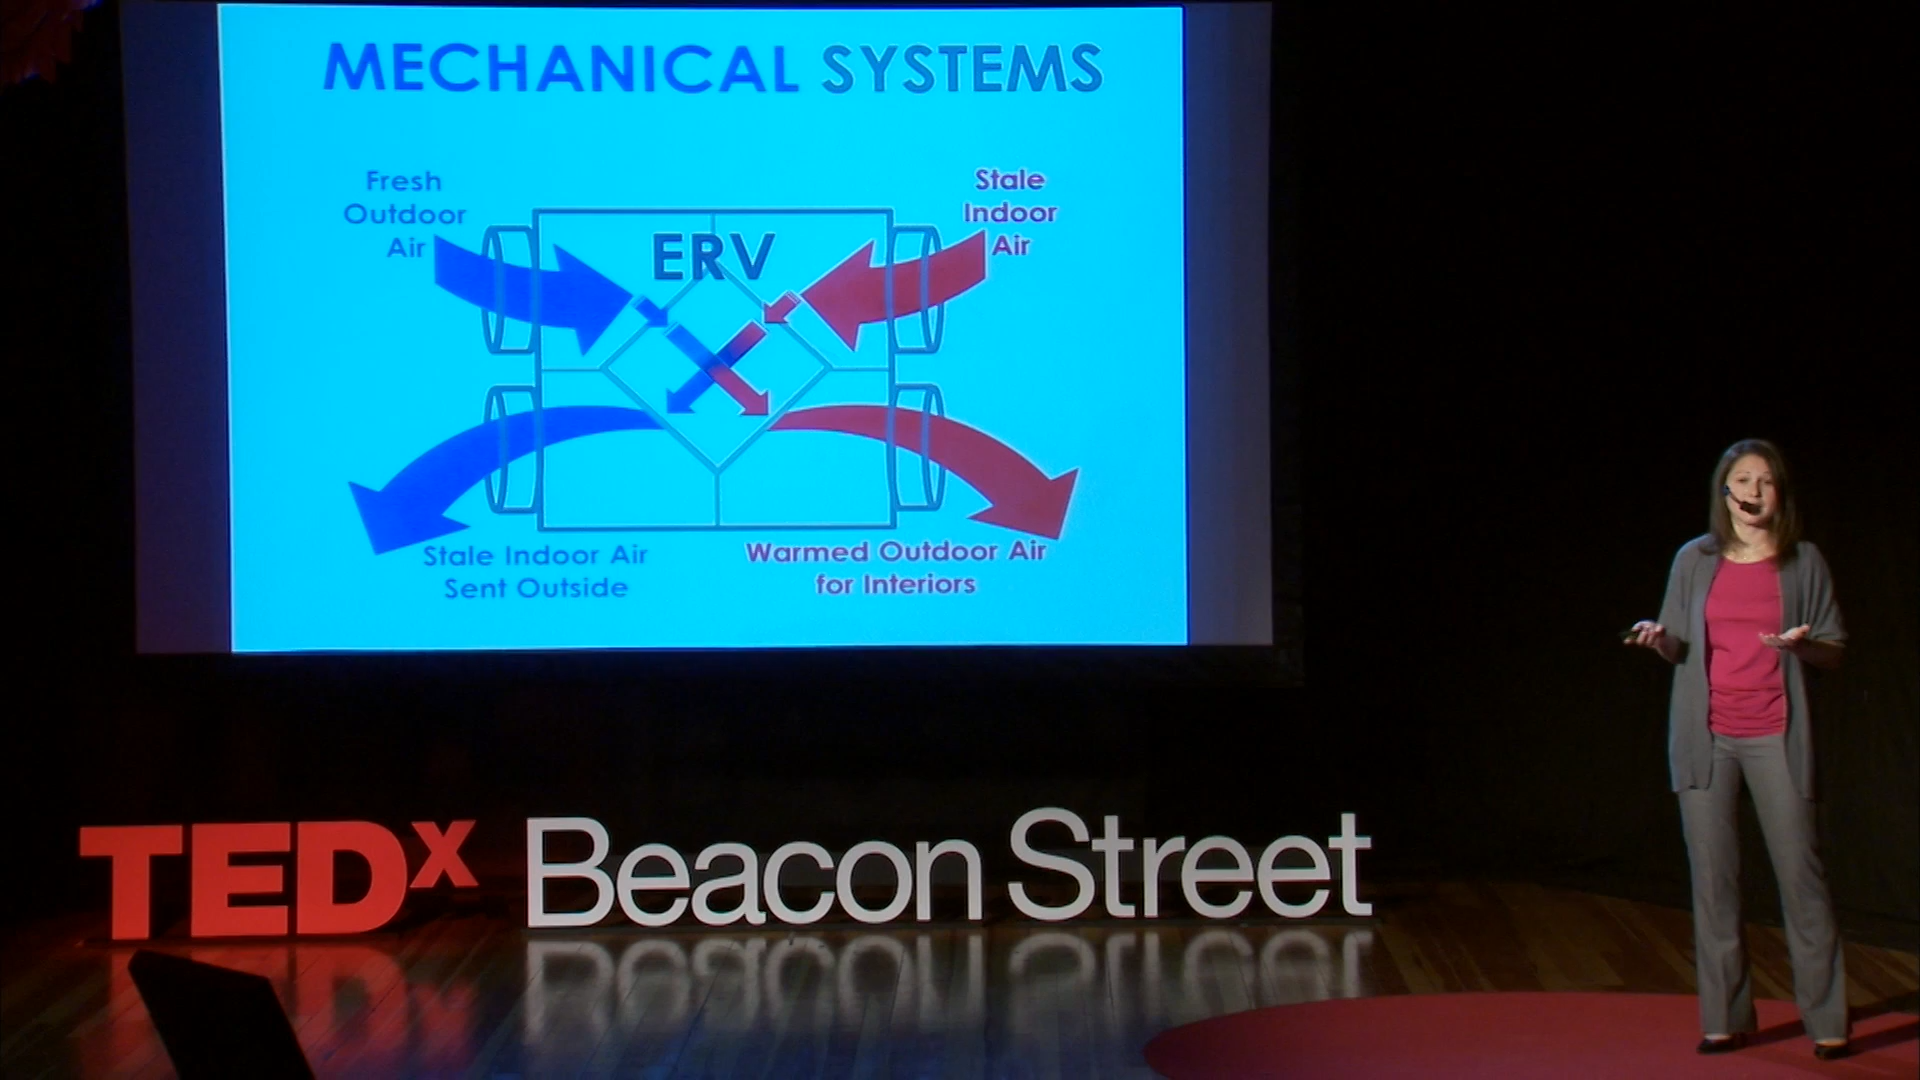 MECHANICAL SYSTEMS
Fresh
Outdoor
Air
Stale
Indoor
Air
ERV
Stale Indoor Air
Sent Outside
Warmed Outdoor Air
for Interiors
TEDx Beacon Street